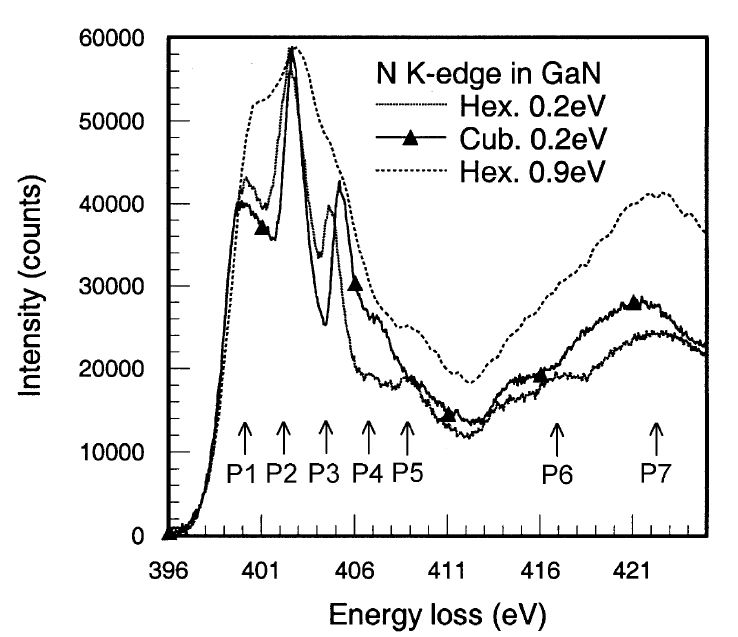 60000
50000
40000
30000
20000
10000
0
Intensity (counts)
N K-edge in GaN
Hex. 0.2eV
Cub. 0.2eV
Hex. 0.9eV
P1 P2 P3 P4 P5 P6 P7
396 401 406 411 416 421
Energy loss (eV)